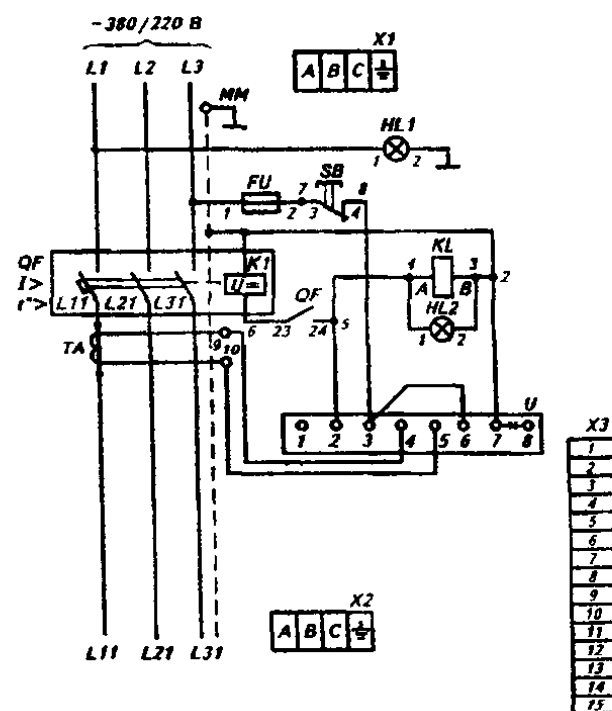 ~380/220 В
L1 L2 L3
X1
A B C
MM
HL1
1 2
FU SB
7 8
1 2 3 4
QF
I>
t°>
L11 L21 L31
K1
U=
QF
6 23 24 5
4 KL 3
A B 2
HL2
1 2
TA
9
10
U
1 2 3 4 5 6 7 8
X3
1
2
3
4
5
6
7
8
9
10
11
12
13
14
15
X2
A B C
L11 L21 L31